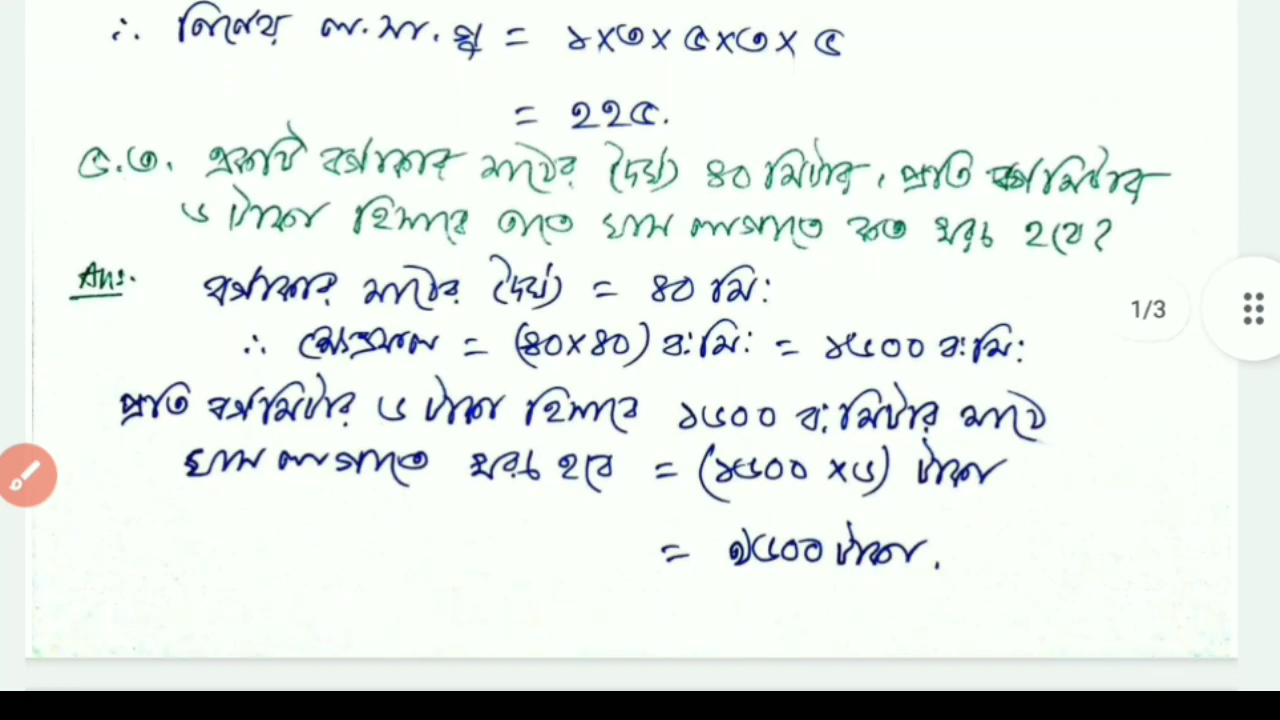 ∴ নির্ণেয় ল.সা.গু = ১×৩×৫×৩×৫
= ২২৫.
৫.৩. একটি বর্গাকার মাঠের দৈর্ঘ্য ৪০ মিটার, প্রতি বর্গমিটার
৬ টাকা হিসাবে তাতে ঘাস লাগাতে কত খরচ হবে?
Ans. বর্গাকার মাঠের দৈর্ঘ্য = ৪০ মি:
1/3
∴ ক্ষেত্রফল = (৪০×৪০) ব: মি: = ১৬০০ ব: মি:
প্রতি বর্গমিটার ৬ টাকা হিসাবে ১৬০০ ব: মিটার মাঠে
ঘাস লাগাতে খরচ হবে = (১৬০০ ×৬) টাকা
= ৯৬০০ টাকা.